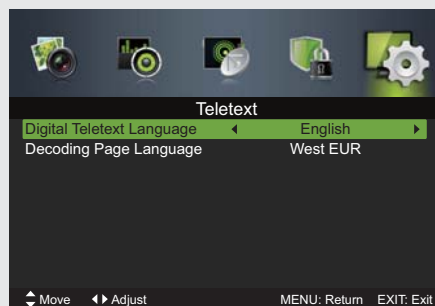 Teletext
Digital Teletext Language English
Decoding Page Language West EUR
Move Adjust MENU: Return EXIT: Exit